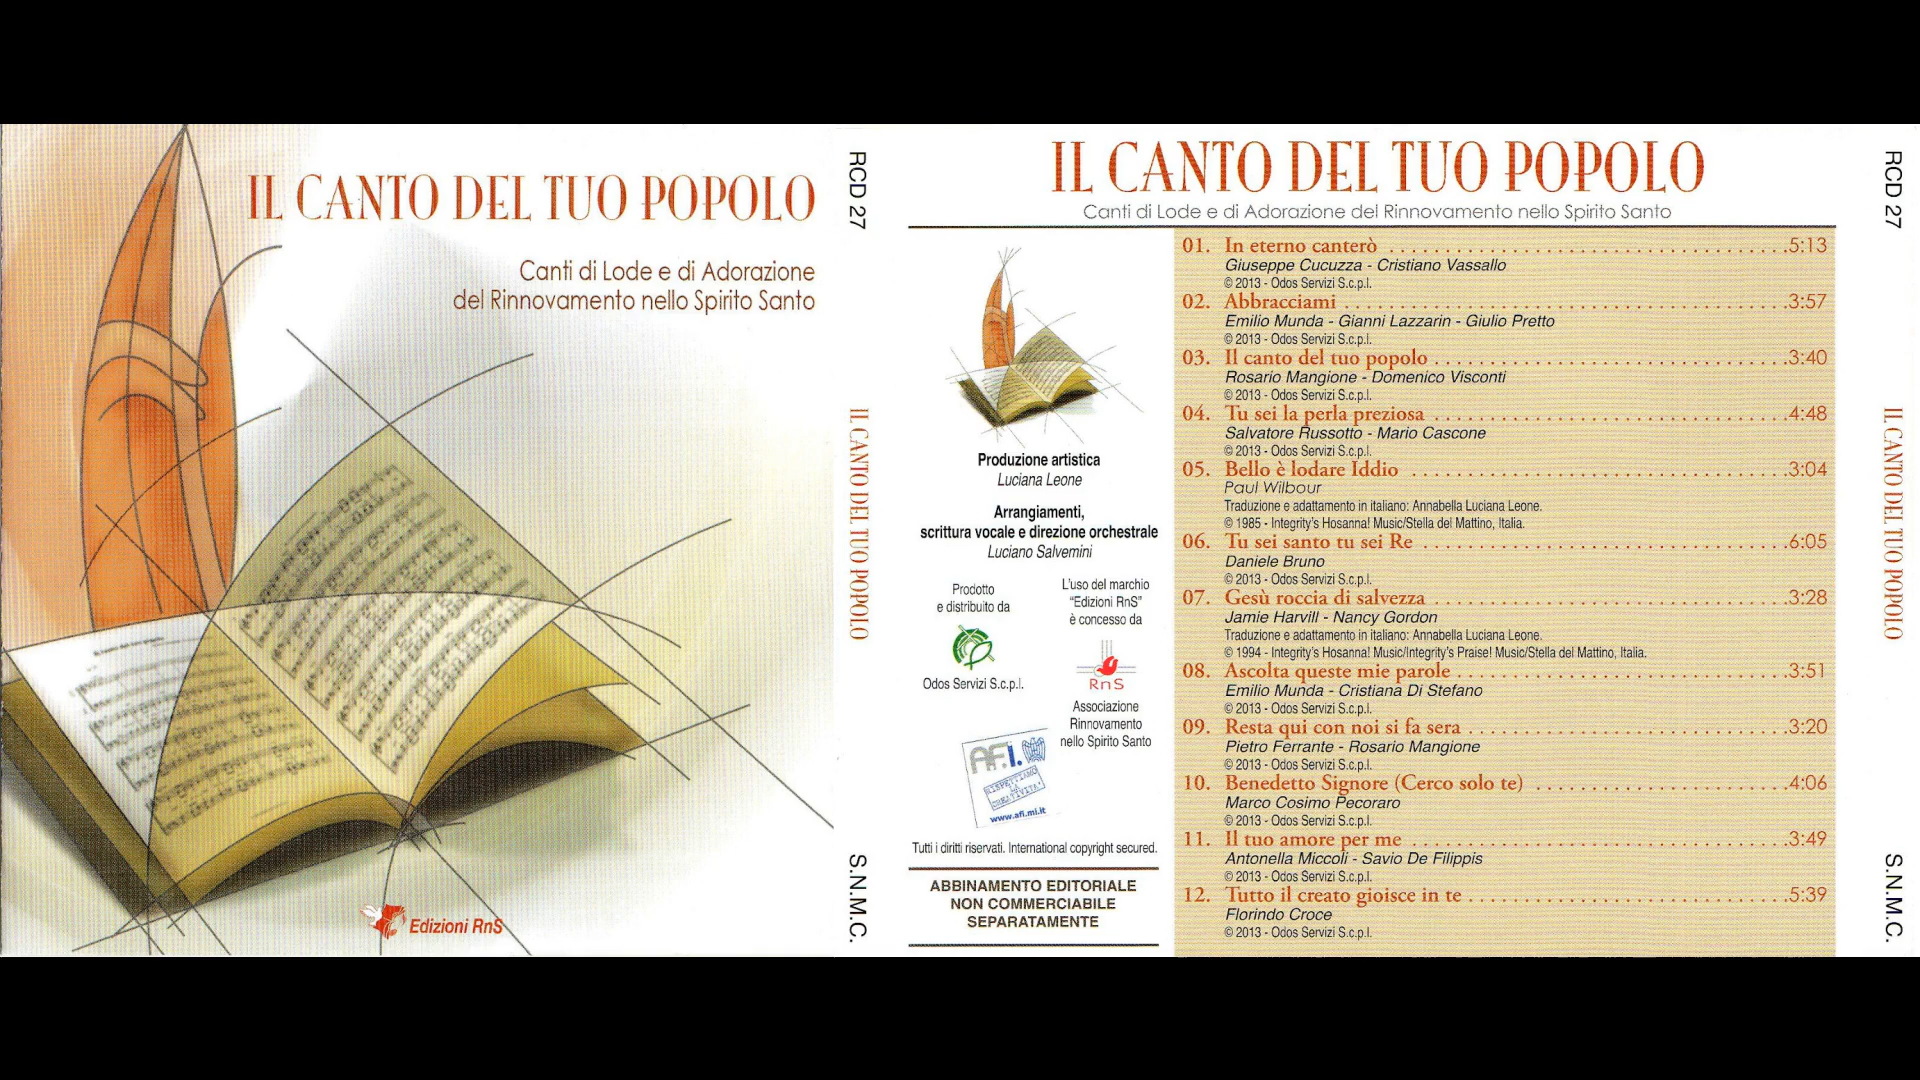 IL CANTO DEL TUO POPOLO
Canti di Lode e di Adorazione
del Rinnovamento nello Spirito Santo
Edizioni RnS
RCD 27
IL CANTO DEL TUO POPOLO
S.N.M.C.
IL CANTO DEL TUO POPOLO
Canti di Lode e di Adorazione del Rinnovamento nello Spirito Santo
Produzione artistica
Luciana Leone
Arrangiamenti,
scrittura vocale e direzione orchestrale
Luciano Salvemini
Prodotto
e distribuito da
Odos Servizi S.c.p.l.
L'uso del marchio
"Edizioni RnS"
è concesso da
RnS
Associazione
Rinnovamento
nello Spirito Santo
AFI.
RISPETTIAMO
LA
CREATIVITA'
www.afi.mi.it
Tutti i diritti riservati. International copyright secured.
ABBINAMENTO EDITORIALE
NON COMMERCIABILE
SEPARATAMENTE
01. In eterno canterò 5:13
Giuseppe Cucuzza - Cristiano Vassallo
© 2013 - Odos Servizi S.c.p.l.
02. Abbracciami 3:57
Emilio Munda - Gianni Lazzarin - Giulio Pretto
© 2013 - Odos Servizi S.c.p.l.
03. Il canto del tuo popolo 3:40
Rosario Mangione - Domenico Visconti
© 2013 - Odos Servizi S.c.p.l.
04. Tu sei la perla preziosa 4:48
Salvatore Russotto - Mario Cascone
© 2013 - Odos Servizi S.c.p.l.
05. Bello è lodare Iddio 3:04
Paul Wilbour
Traduzione e adattamento in italiano: Annabella Luciana Leone.
© 1985 - Integrity's Hosanna! Music/Stella del Mattino, Italia.
06. Tu sei santo tu sei Re 6:05
Daniele Bruno
© 2013 - Odos Servizi S.c.p.l.
07. Gesù roccia di salvezza 3:28
Jamie Harvill - Nancy Gordon
Traduzione e adattamento in italiano: Annabella Luciana Leone.
© 1994 - Integrity's Hosanna! Music/Integrity's Praise! Music/Stella del Mattino, Italia.
08. Ascolta queste mie parole 3:51
Emilio Munda - Cristiana Di Stefano
© 2013 - Odos Servizi S.c.p.l.
09. Resta qui con noi si fa sera 3:20
Pietro Ferrante - Rosario Mangione
© 2013 - Odos Servizi S.c.p.l.
10. Benedetto Signore (Cerco solo te) 4:06
Marco Cosimo Pecoraro
© 2013 - Odos Servizi S.c.p.l.
11. Il tuo amore per me 3:49
Antonella Miccoli - Savio De Filippis
© 2013 - Odos Servizi S.c.p.l.
12. Tutto il creato gioisce in te 5:39
Florindo Croce
© 2013 - Odos Servizi S.c.p.l.
RCD 27
IL CANTO DEL TUO POPOLO
S.N.M.C.